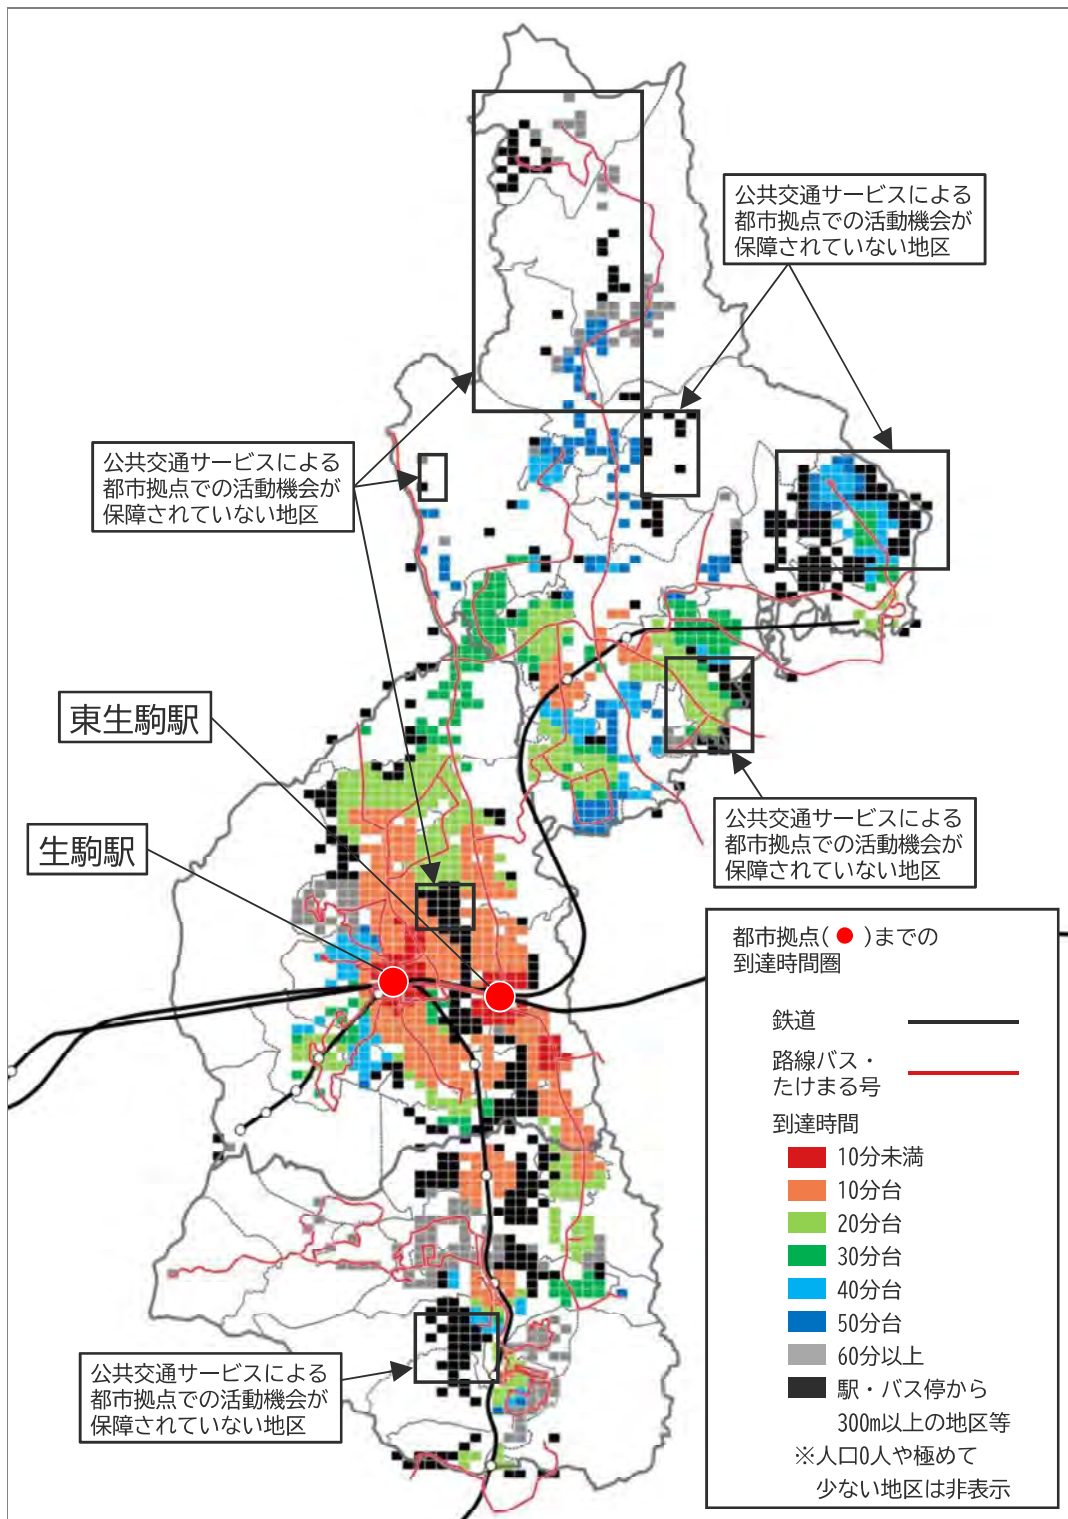 公共交通サービスによる
都市拠点での活動機会が
保障されていない地区
公共交通サービスによる
都市拠点での活動機会が
保障されていない地区
東生駒駅
生駒駅
公共交通サービスによる
都市拠点での活動機会が
保障されていない地区
公共交通サービスによる
都市拠点での活動機会が
保障されていない地区
都市拠点(●)までの
到達時間圏
鉄道
路線バス・
たけまる号
到達時間
10分未満
10分台
20分台
30分台
40分台
50分台
60分以上
駅・バス停から
300m以上の地区等
※人口0人や極めて
少ない地区は非表示